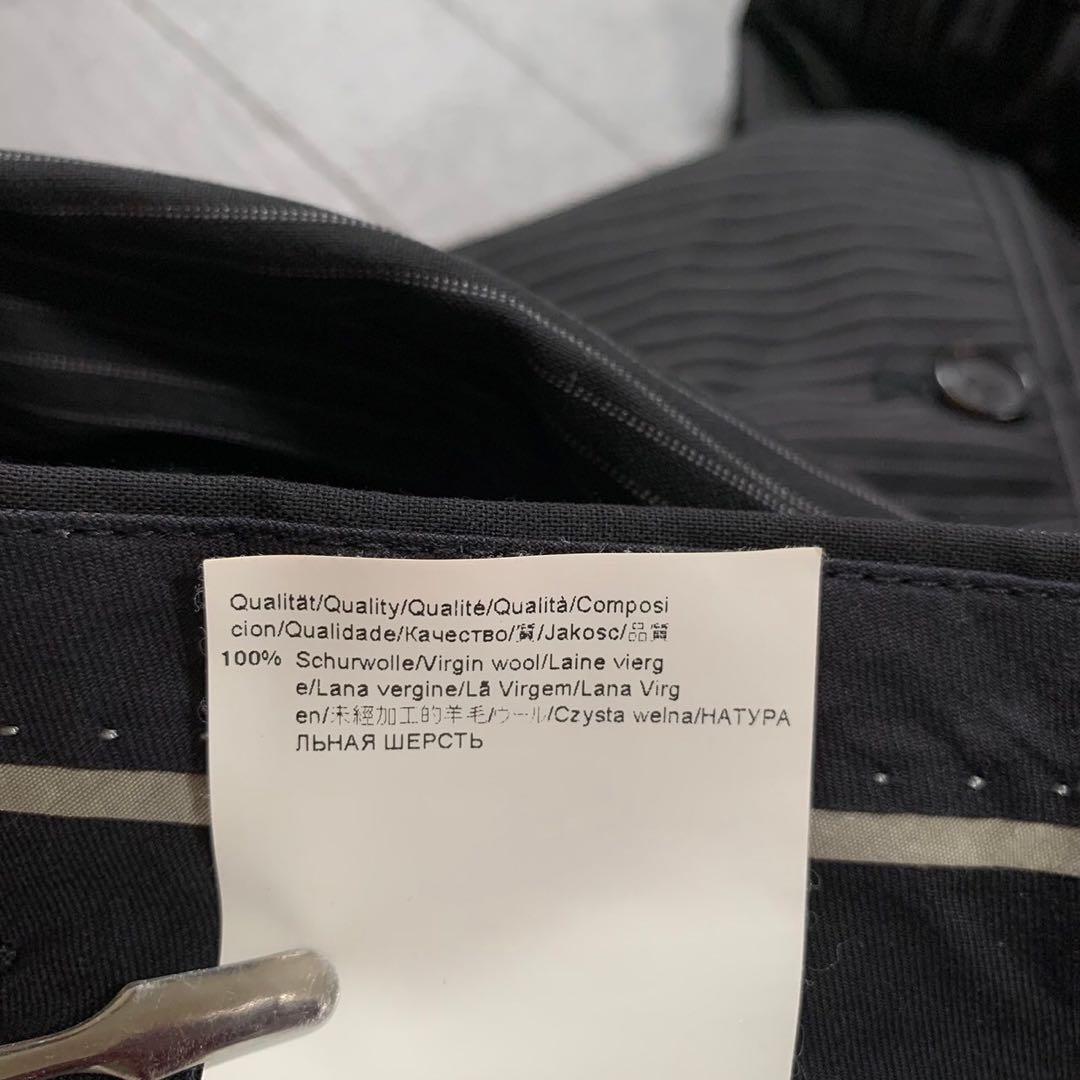 Qualität/Quality/Qualité/Qualità/Composi
cion/Qualidade/Качество/質/Jakosc/品質
100% Schurwolle/Virgin wool/Laine vierg
e/Lana vergine/Lã Virgem/Lana Virg
en/未經加工的羊毛/ウール/Czysta welna/НАТУРА
ЛЬНАЯ ШЕРСТЬ